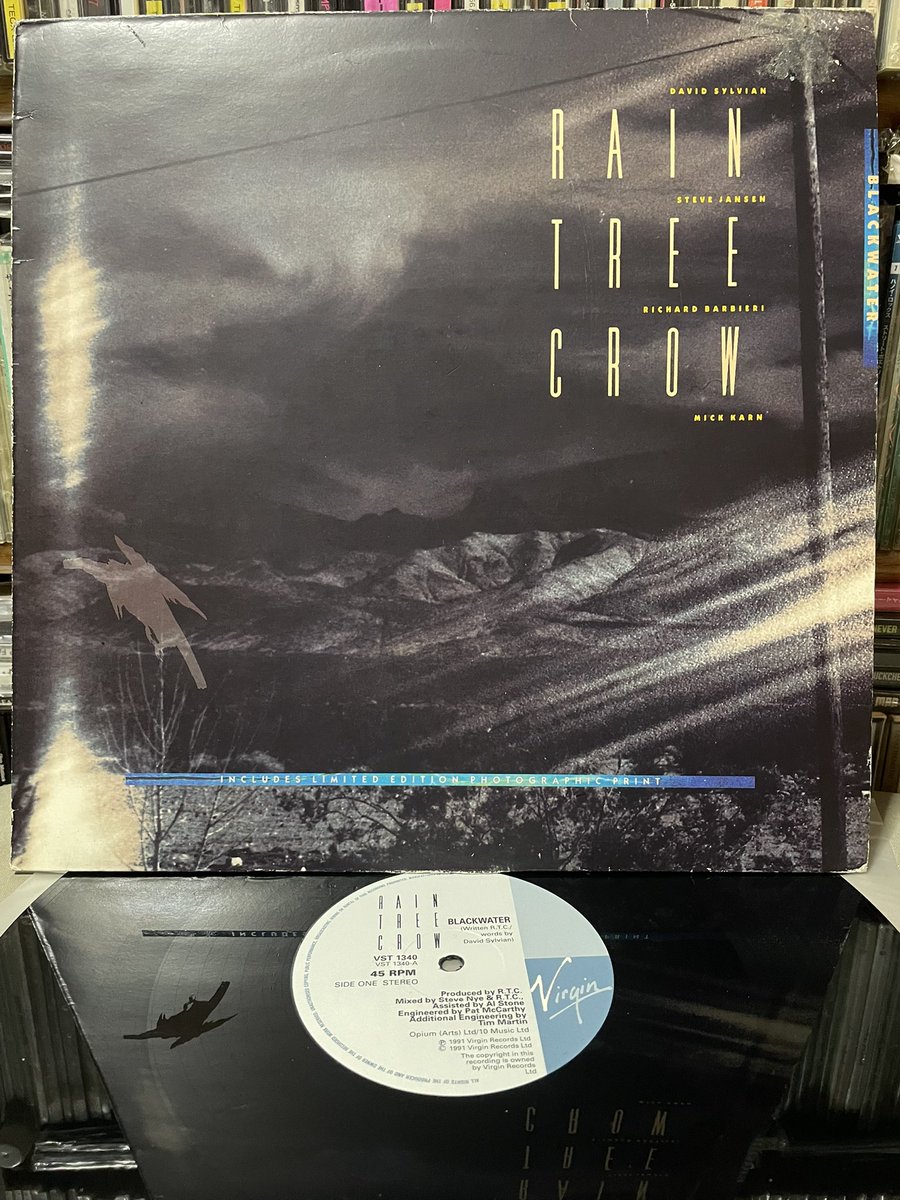 DAVID SYLVIAN
RAIN
STEVE JANSEN
TREE
RICHARD BARBIERI
CROW
MICK KARN
BLACKWATER
INCLUDES LIMITED EDITION PHOTOGRAPHIC PRINT
RAIN
TREE
CROW
BLACKWATER
(Written R.T.C./
words by
David Sylvian)
VST 1340
VST 1340-A
45 RPM
SIDE ONE STEREO
Produced by R.T.C.
Mixed by Steve Nye & R.T.C.,
Assisted by Al Stone
Engineered by Pat McCarthy
Additional Engineering by
Tim Martin
Opium (Arts) Ltd/10 Music Ltd
℗ 1991 Virgin Records Ltd
© 1991 Virgin Records Ltd
The copyright in this
recording is owned
by Virgin Records
Ltd
Virgin